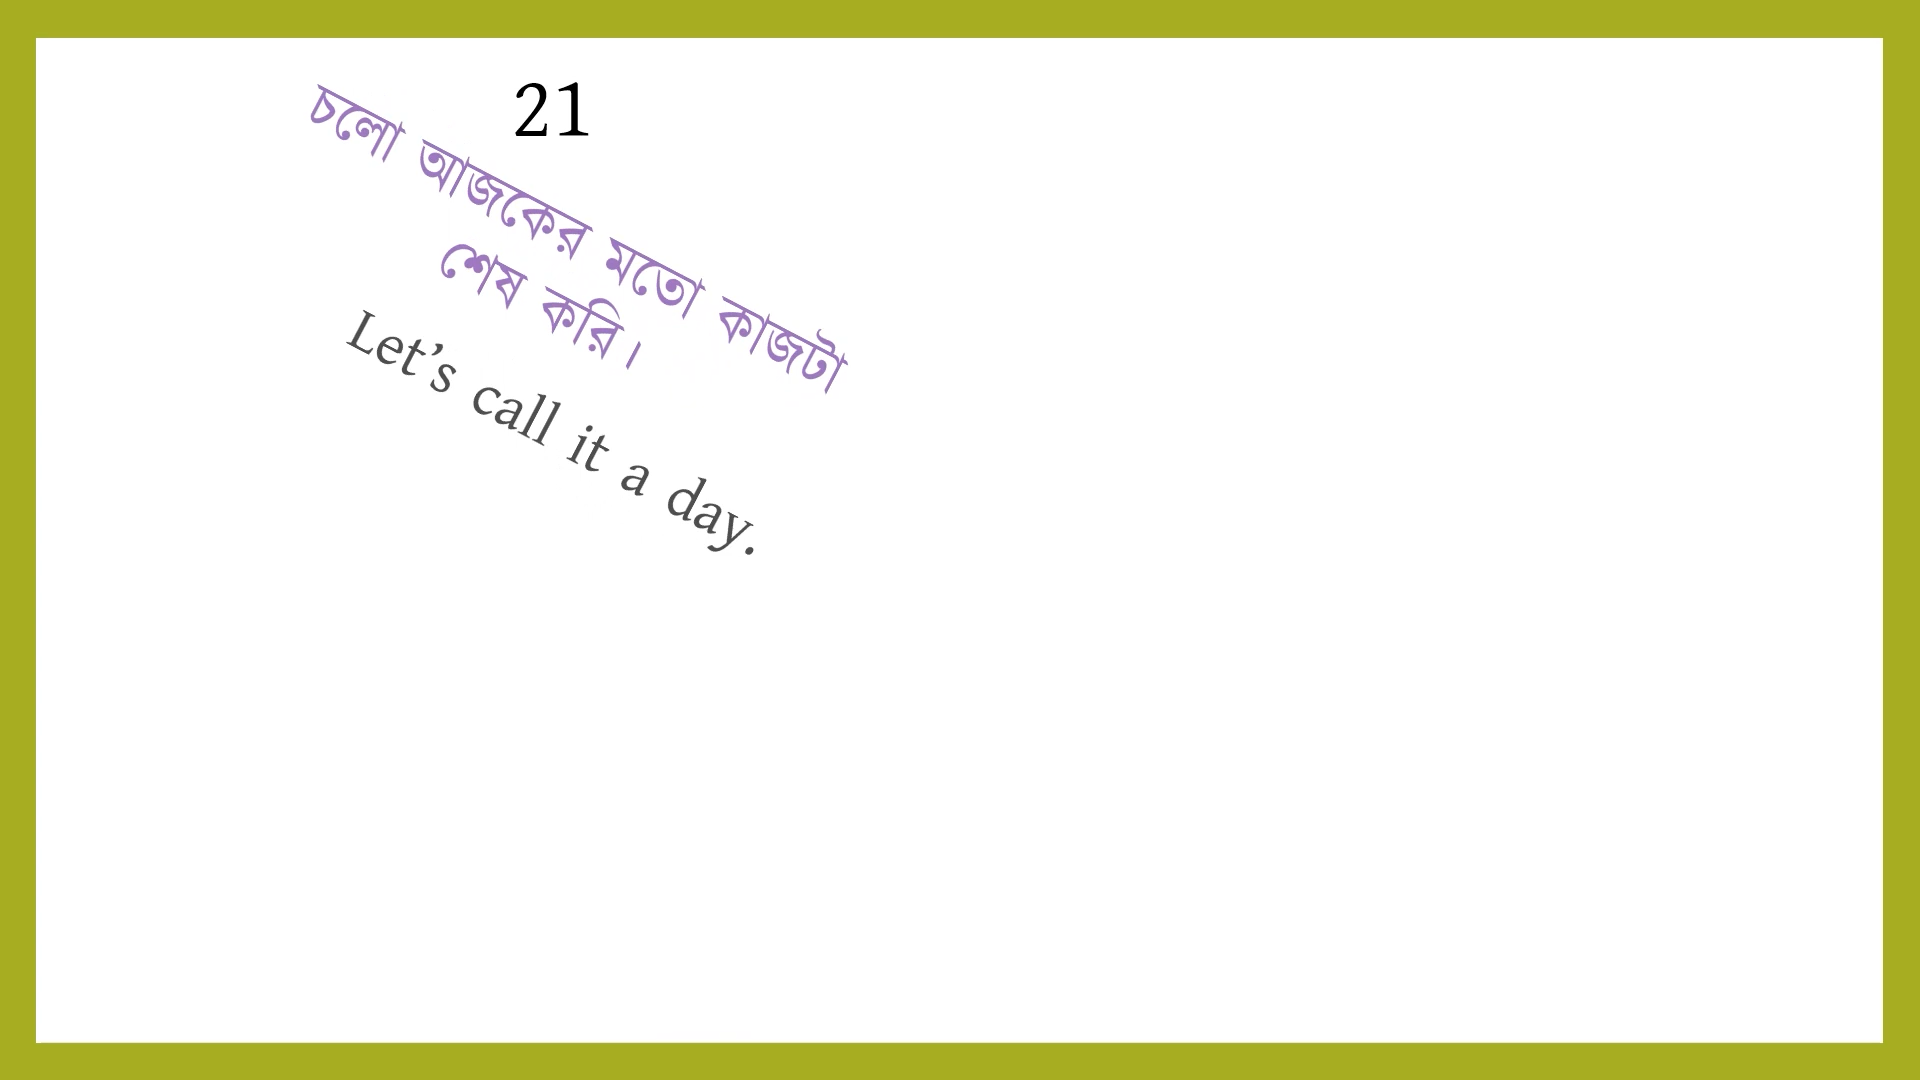 21
চলো আজকের মতো কাজটা
শেষ করি।
Let’s call it a day.